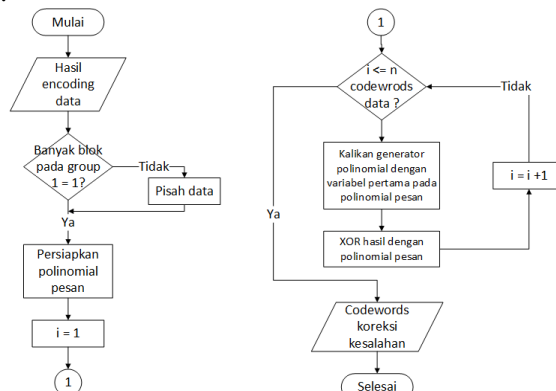 Mulai
Hasil
encoding
data
Banyak blok
pada group
1 = 1?
Tidak
Pisah data
Ya
Persiapkan
polinomial
pesan
i = 1
1
1
i <= n
codewrods
data ?
Tidak
Kalikan generator
polinomial dengan
variabel pertama pada
polinomial pesan
i = i +1
Ya
XOR hasil dengan
polinomial pesan
Codewords
koreksi
kesalahan
Selesai